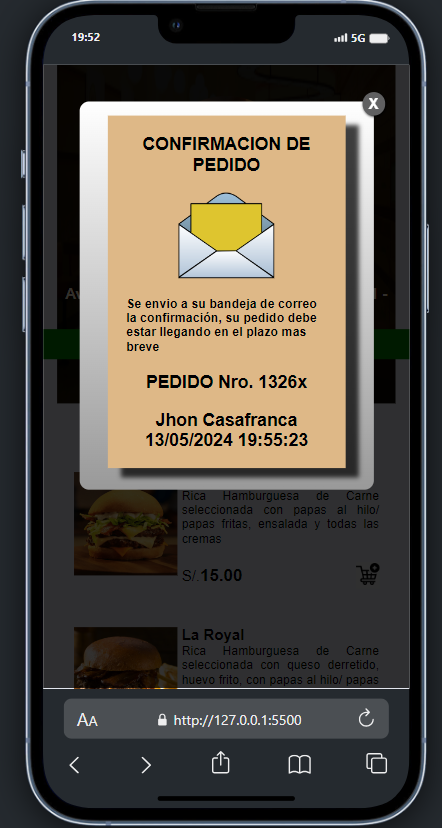 19:52
5G
X
CONFIRMACION DE
PEDIDO
Se envio a su bandeja de correo
la confirmación, su pedido debe
estar llegando en el plazo mas
breve
PEDIDO Nro. 1326x
Jhon Casafranca
13/05/2024 19:55:23
Rica Hamburguesa de Carne
seleccionada con papas al hilo/
papas fritas, ensalada y todas las
cremas
S/.15.00
La Royal
Rica Hamburguesa de Carne
seleccionada con queso derretido,
huevo frito, con papas al hilo/ papas
AA
http://127.0.0.1:5500